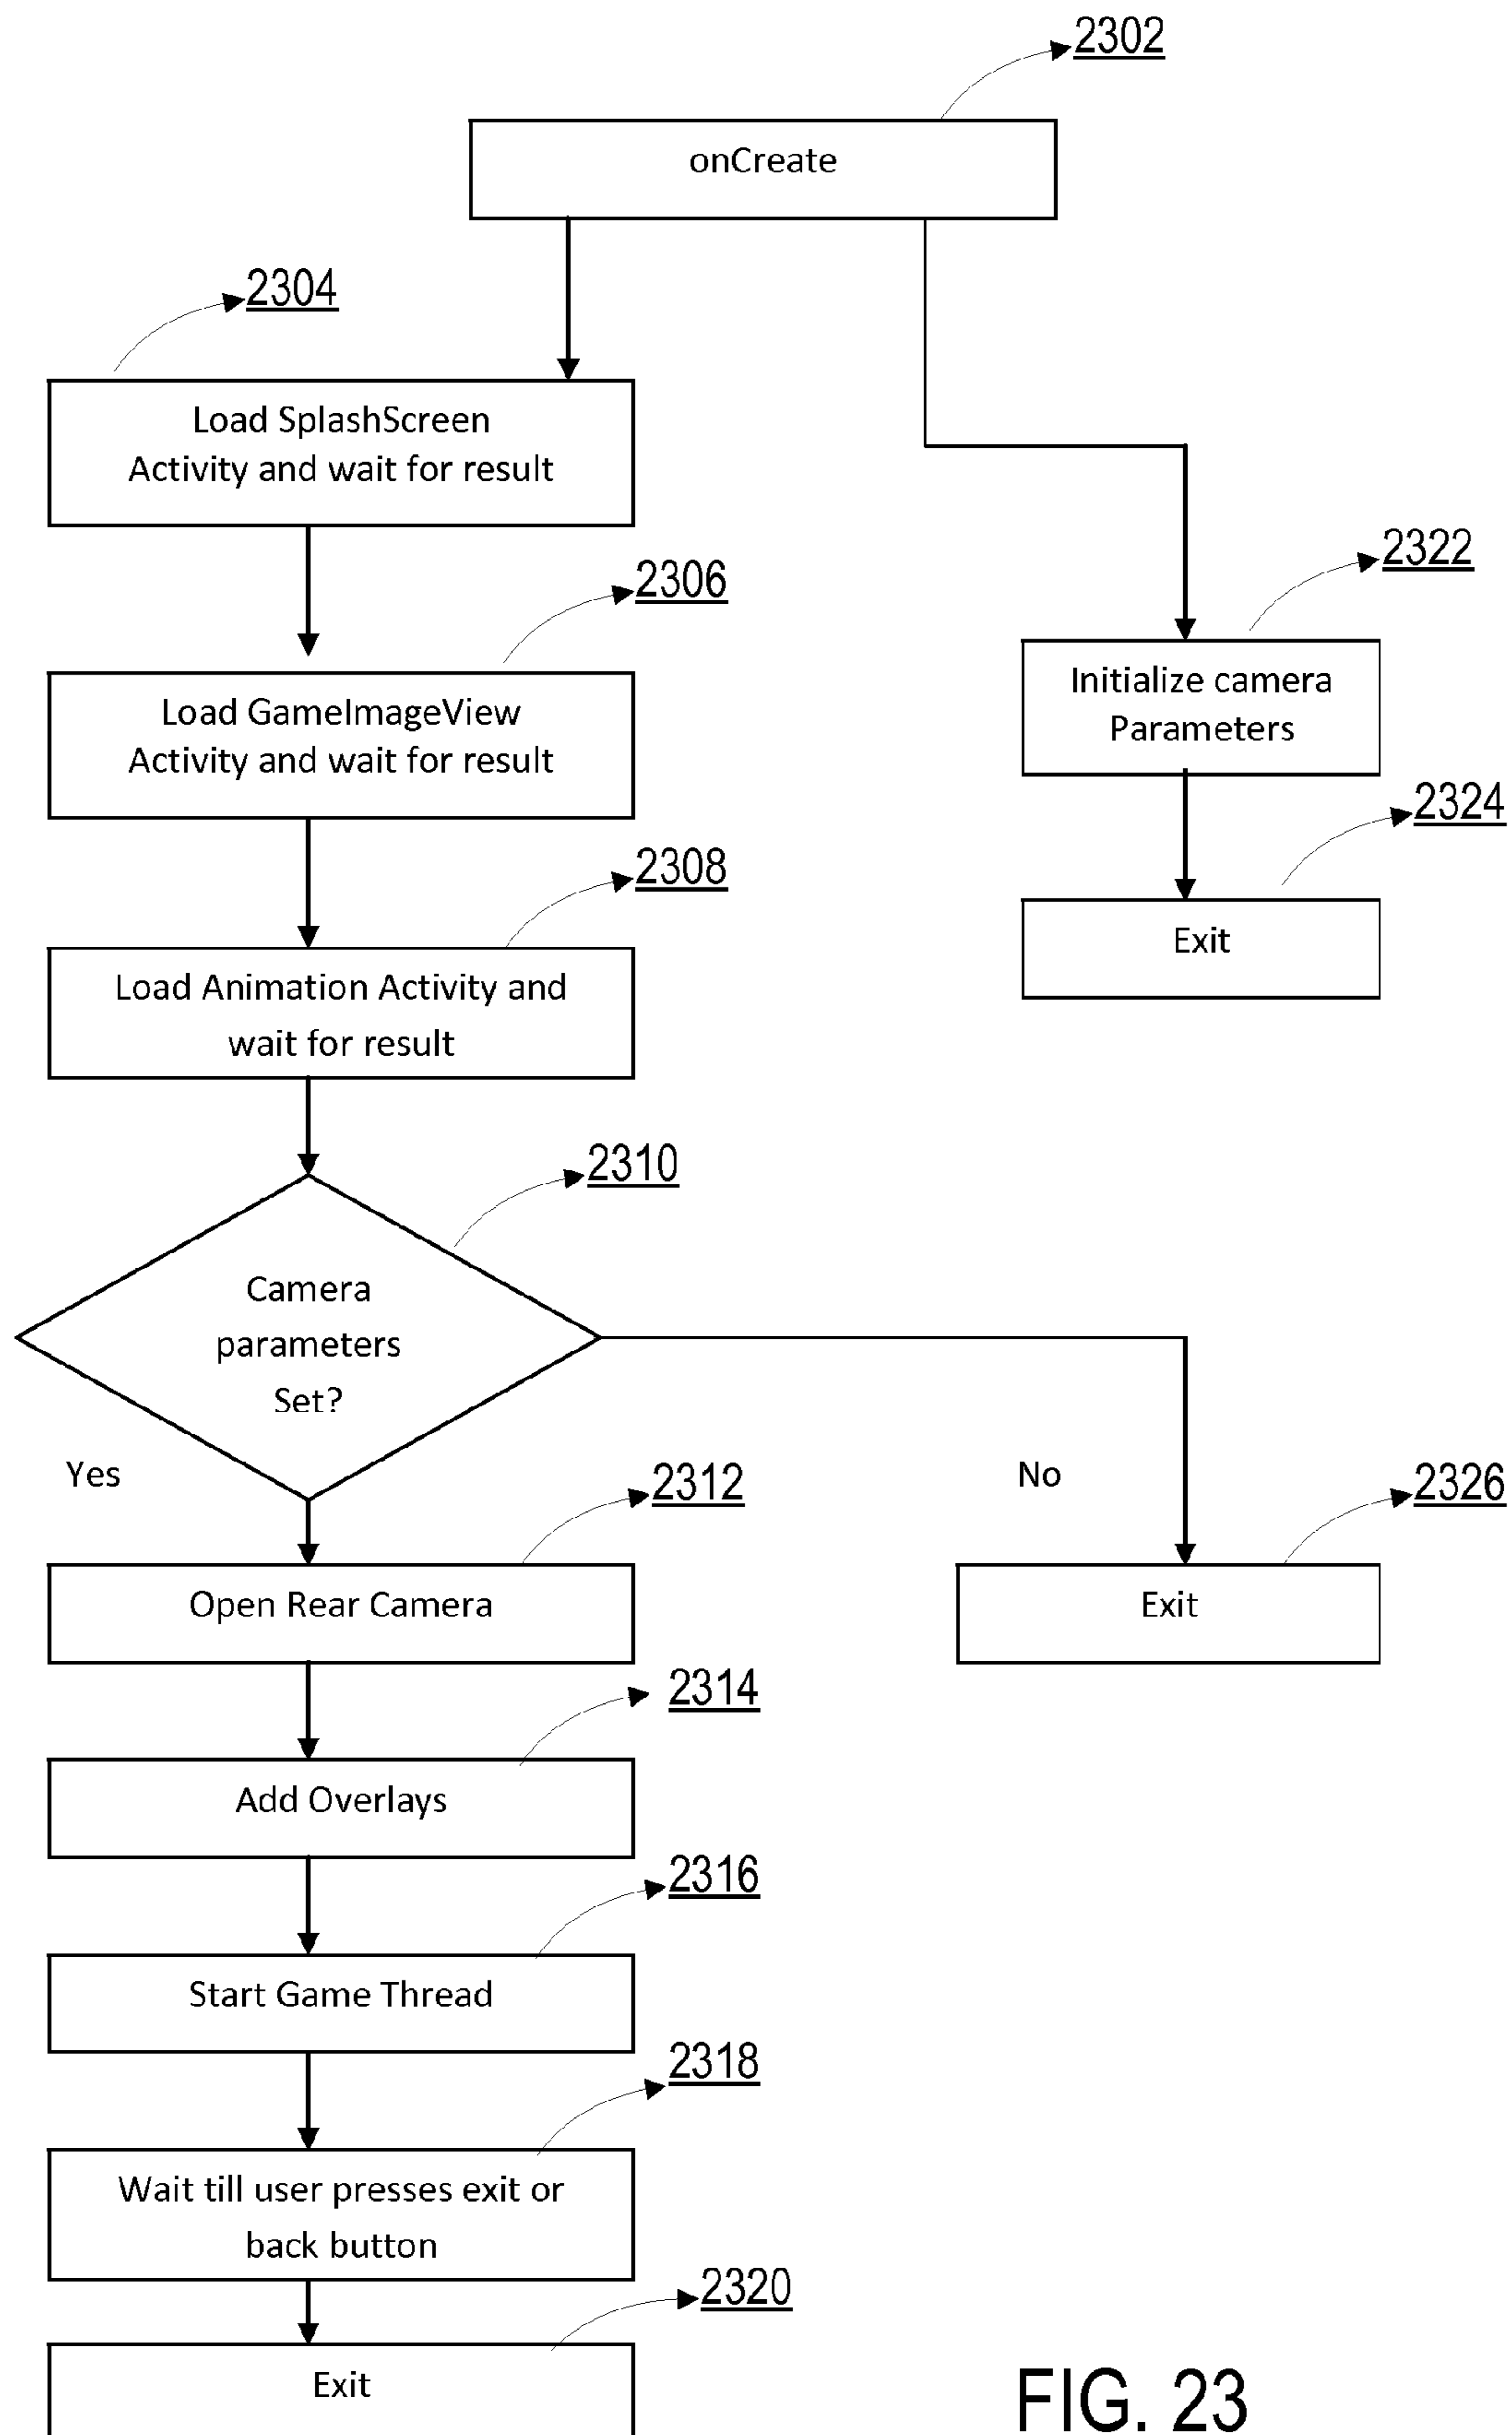 2302
onCreate
2304
Load SplashScreen
Activity and wait for result
2306
Load GameImageView
Activity and wait for result
2322
Initialize camera
Parameters
2324
Exit
2308
Load Animation Activity and
wait for result
2310
Camera
parameters
Set?
Yes
No
2312
Open Rear Camera
2326
Exit
2314
Add Overlays
2316
Start Game Thread
2318
Wait till user presses exit or
back button
2320
Exit
FIG. 23